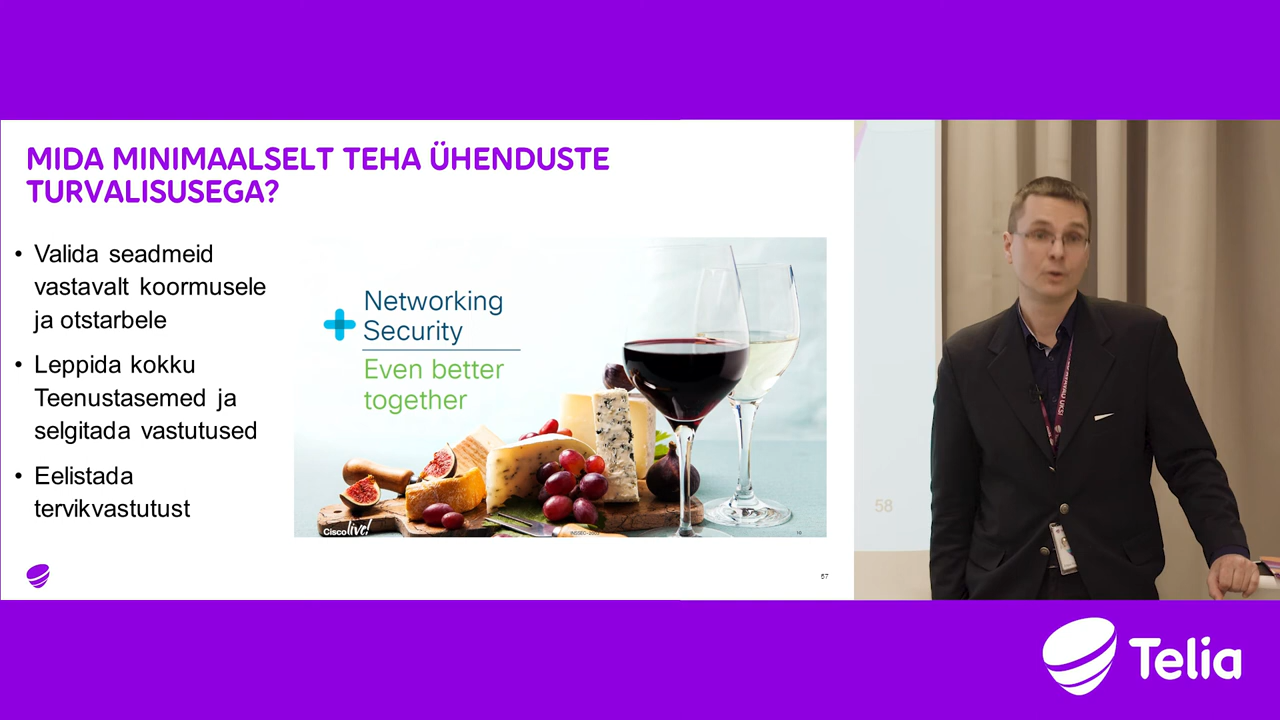 MIDA MINIMAALSELT TEHA ÜHENDUSTE
TURVALISUSEGA?
• Valida seadmeid
vastavalt koormusele
ja otstarbele
• Leppida kokku
Teenustasemed ja
selgitada vastutused
• Eelistada
tervikvastutust
+ Networking
Security
Even better
together
Cisco live!
16
57
58
Telia